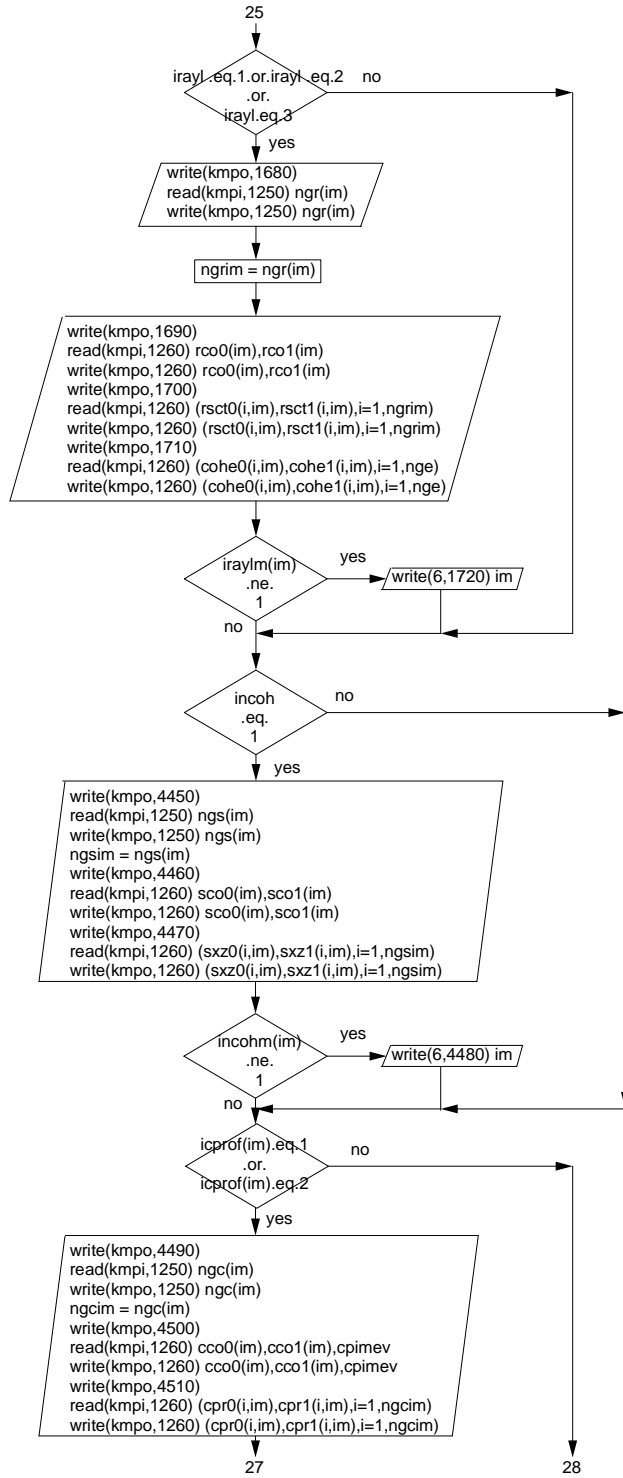 25
irayl .eq.1.or.irayl .eq.2
.or.
irayl.eq.3
no
yes
write(kmpo,1680)
read(kmpi,1250) ngr(im)
write(kmpo,1250) ngr(im)
ngrim = ngr(im)
write(kmpo,1690)
read(kmpi,1260) rco0(im),rco1(im)
write(kmpo,1260) rco0(im),rco1(im)
write(kmpo,1700)
read(kmpi,1260) (rsct0(i,im),rsct1(i,im),i=1,ngrim)
write(kmpo,1260) (rsct0(i,im),rsct1(i,im),i=1,ngrim)
write(kmpo,1710)
read(kmpi,1260) (cohe0(i,im),cohe1(i,im),i=1,nge)
write(kmpo,1260) (cohe0(i,im),cohe1(i,im),i=1,nge)
iraylm(im)
.ne.
1
yes
write(6,1720) im
no
incoh
.eq.
1
no
yes
write(kmpo,4450)
read(kmpi,1250) ngs(im)
write(kmpo,1250) ngs(im)
ngsim = ngs(im)
write(kmpo,4460)
read(kmpi,1260) sco0(im),sco1(im)
write(kmpo,1260) sco0(im),sco1(im)
write(kmpo,4470)
read(kmpi,1260) (sxz0(i,im),sxz1(i,im),i=1,ngsim)
write(kmpo,1260) (sxz0(i,im),sxz1(i,im),i=1,ngsim)
incohm(im)
.ne.
1
yes
write(6,4480) im
no
icprof(im).eq.1
.or.
icprof(im).eq.2
no
yes
write(kmpo,4490)
read(kmpi,1250) ngc(im)
write(kmpo,1250) ngc(im)
ngcim = ngc(im)
write(kmpo,4500)
read(kmpi,1260) cco0(im),cco1(im),cpimev
write(kmpo,1260) cco0(im),cco1(im),cpimev
write(kmpo,4510)
read(kmpi,1260) (cpr0(i,im),cpr1(i,im),i=1,ngcim)
write(kmpo,1260) (cpr0(i,im),cpr1(i,im),i=1,ngcim)
27
28